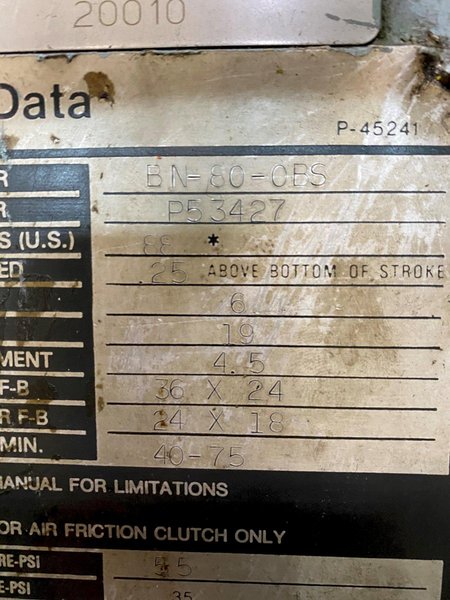 20010
Data
P-45241
R BN-80-OBS
R P53427
S (U.S.) 88 *
ED .25 ABOVE BOTTOM OF STROKE
6
19
MENT 4.5
F-B 36 X 24
R F-B 24 X 18
MIN. 40-75
MANUAL FOR LIMITATIONS
OR AIR FRICTION CLUTCH ONLY
RE-PSI 55
RE-PSI 35